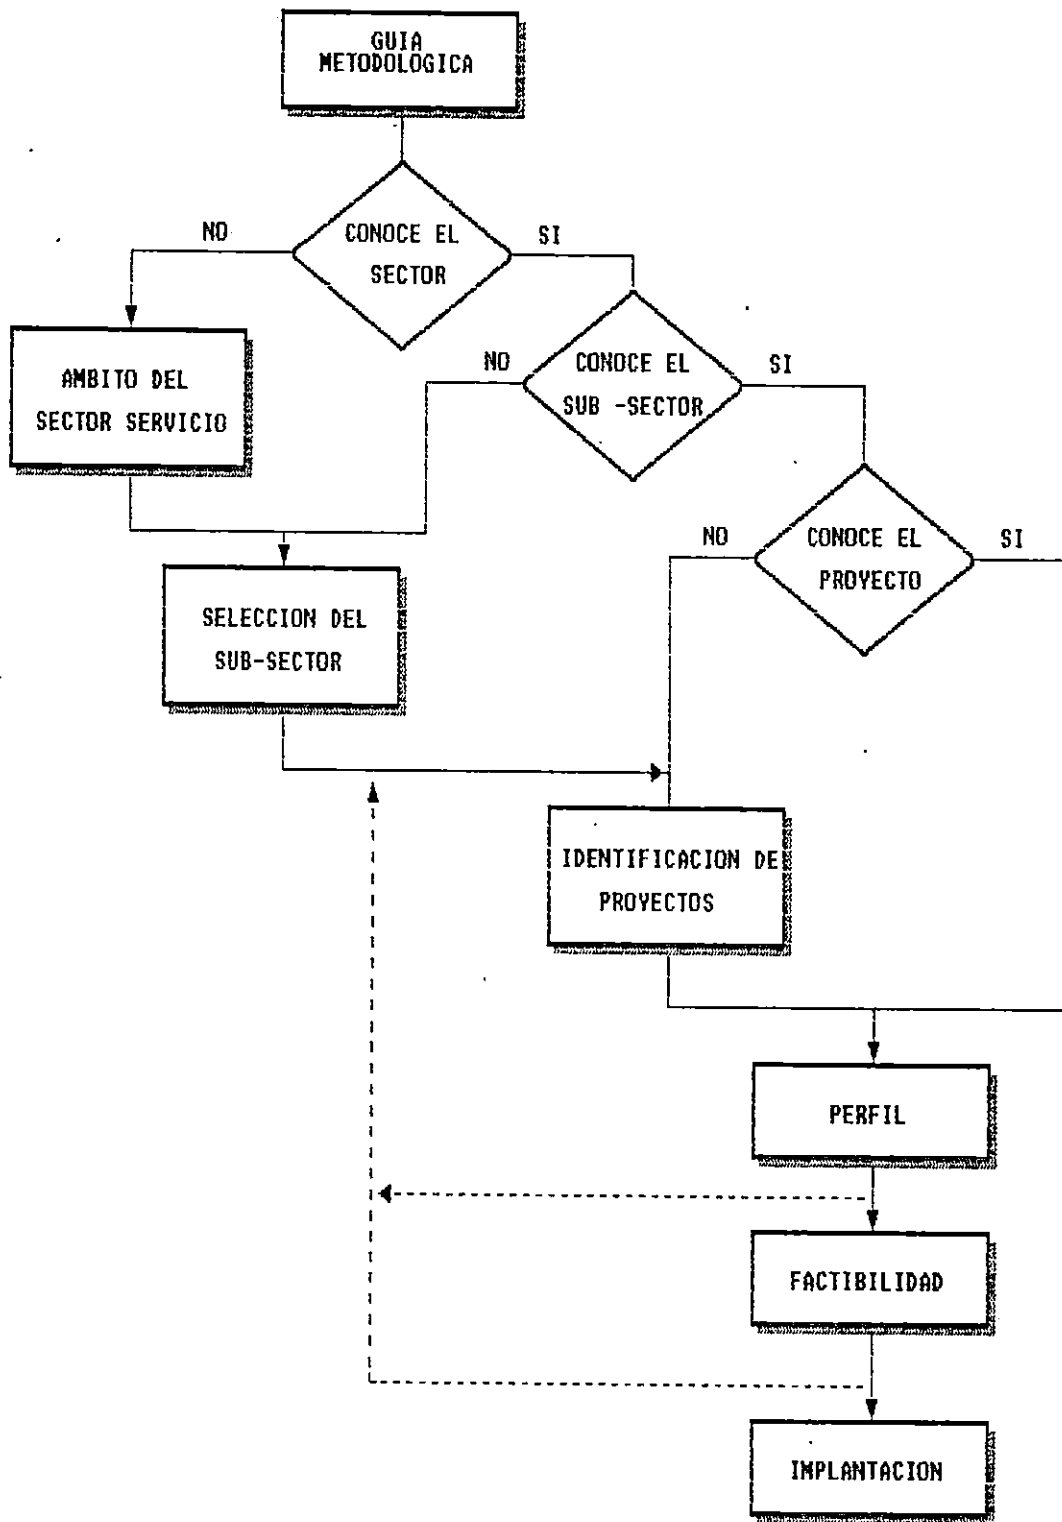 GUIA
METODOLOGICA
NO
CONOCE EL
SECTOR
SI
AMBITO DEL
SECTOR SERVICIO
NO
CONOCE EL
SUB -SECTOR
SI
NO
CONOCE EL
PROYECTO
SI
SELECCION DEL
SUB-SECTOR
IDENTIFICACION DE
PROYECTOS
PERFIL
FACTIBILIDAD
IMPLANTACION